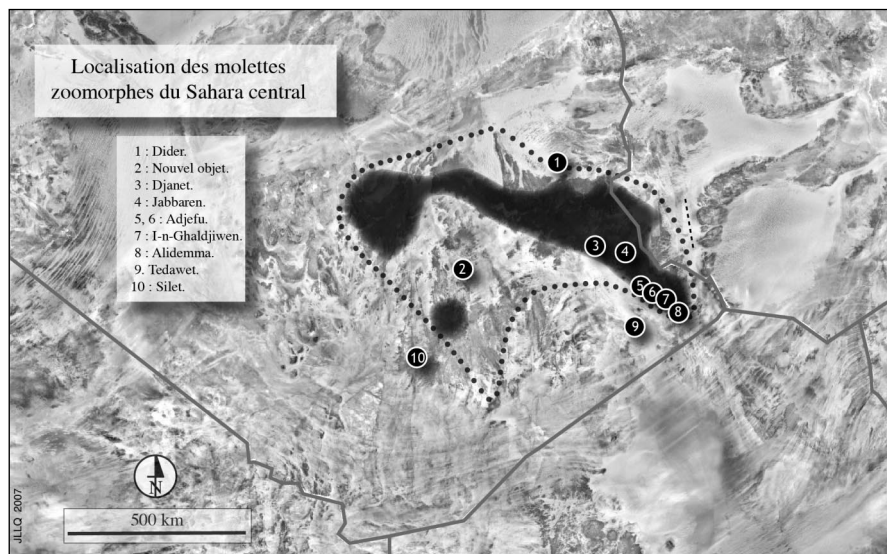 Localisation des molettes
zoomorphes du Sahara central
1 : Dider.
2 : Nouvel objet.
3 : Djanet.
4 : Jabbaren.
5, 6 : Adjefu.
7 : I-n-Ghaldjiwen.
8 : Alidemma.
9. Tedawet.
10 : Silet.
1
2
3
4
5
6
7
8
9
10
N
500 km
JLLQ 2007